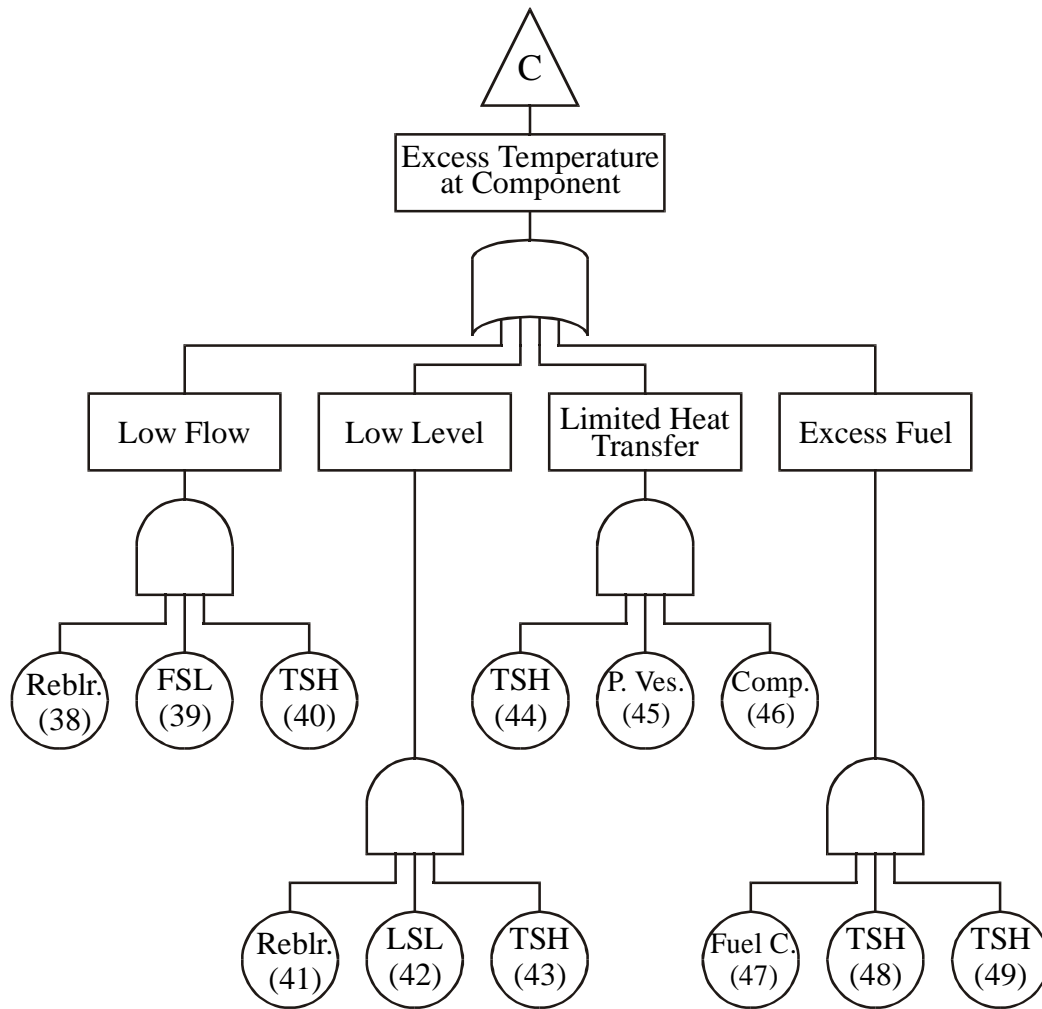 C
Excess Temperature
at Component
Low Flow
Low Level
Limited Heat
Transfer
Excess Fuel
Reblr.
(38)
FSL
(39)
TSH
(40)
TSH
(44)
P. Ves.
(45)
Comp.
(46)
Reblr.
(41)
LSL
(42)
TSH
(43)
Fuel C.
(47)
TSH
(48)
TSH
(49)